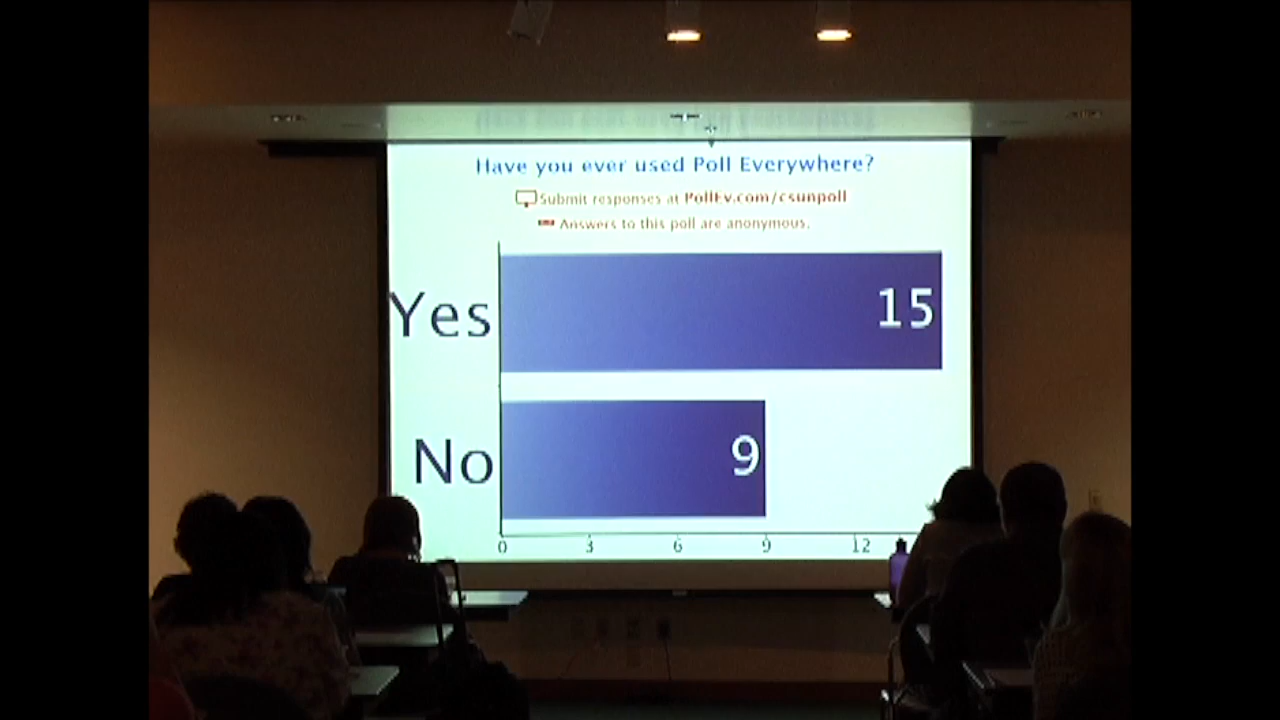 Have you ever used Poll Everywhere?
Submit responses at PollEv.com/csunpoll
Answers to this poll are anonymous.
Yes 15
No 9
0 3 6 9 12